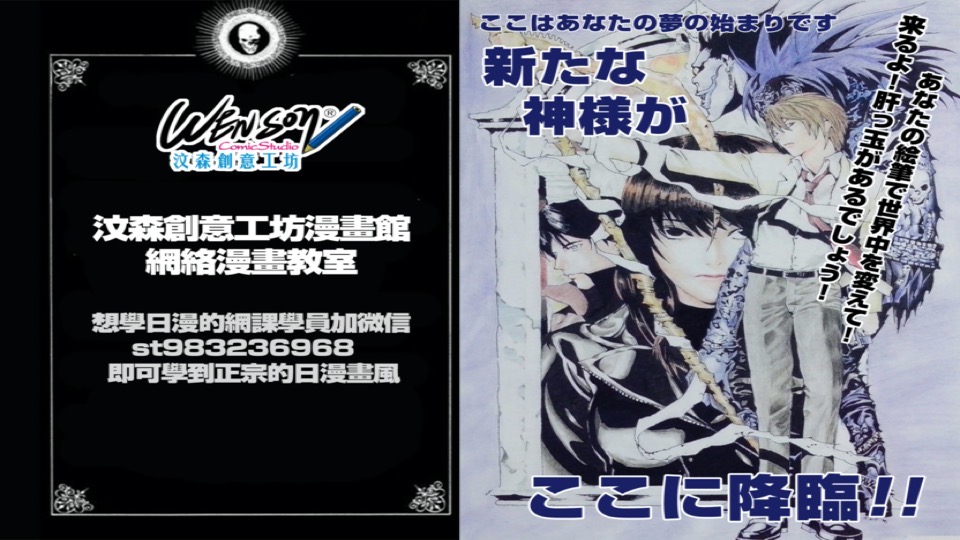 WEN SON®
ComicStudio
汶森創意工坊
汶森創意工坊漫畫館
網絡漫畫教室
想學日漫的網課學員加微信
st983236968
即可學到正宗的日漫畫風
ここはあなたの夢の始まりです
新たな
神様が
あなたの絵筆で世界中を変えて!
来るよ!肝っ玉があるでしょう!
ここに降臨!!